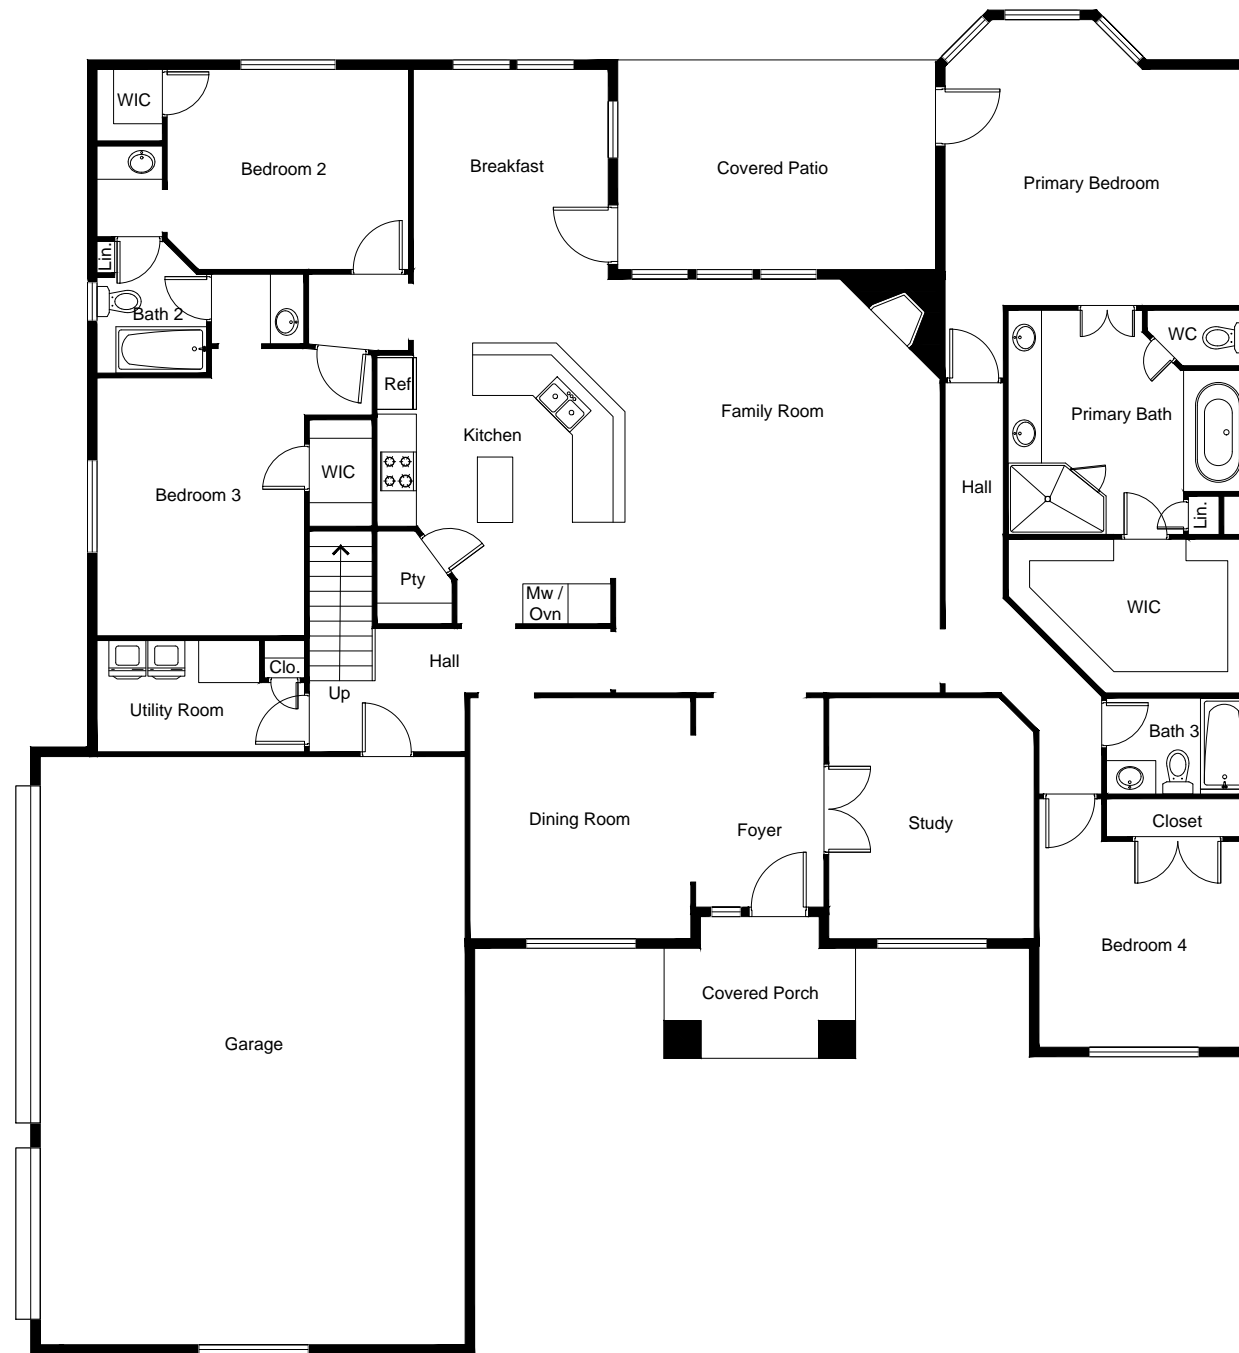 WIC
Bedroom 2
Breakfast
Covered Patio
Primary Bedroom
Lin.
Bath 2
WC
Ref
Family Room
Primary Bath
Kitchen
WIC
Bedroom 3
Hall
Lin.
Pty
Mw /
Ovn
WIC
Hall
Clo.
Up
Utility Room
Bath 3
Dining Room
Foyer
Study
Closet
Bedroom 4
Covered Porch
Garage